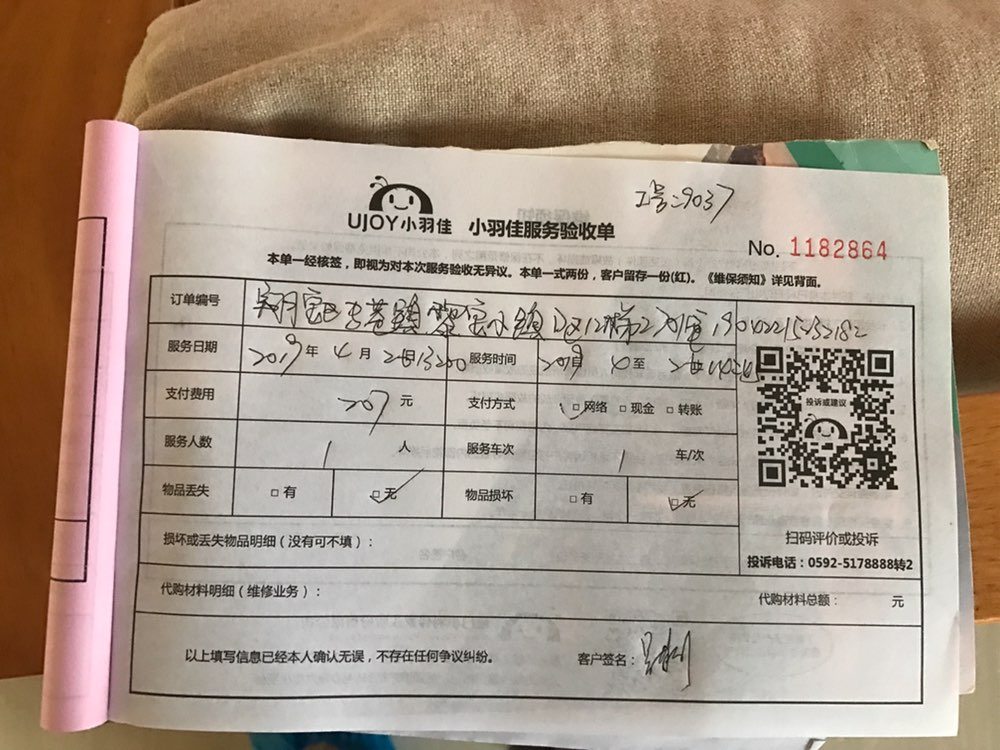 工号:29037
UJOY小羽佳 小羽佳服务验收单
No. 1182864
本单一经核签，即视为对本次服务验收无异议。本单一式两份，客户留存一份(红)。《维保须知》详见背面。
订单编号
服务日期 2019 年 4 月 服务时间 至
投诉或建议
支付费用 207 元 支付方式 □网络 □现金 □转账
服务人数 1 人 服务车次 1 车/次
物品丢失 □有 □无 物品损坏 □有 □无
扫码评价或投诉
投诉电话：0592-5178888转2
损坏或丢失物品明细（没有可不填）：
代购材料明细（维修业务）： 代购材料总额： 元
以上填写信息已经本人确认无误，不存在任何争议纠纷。 客户签名：